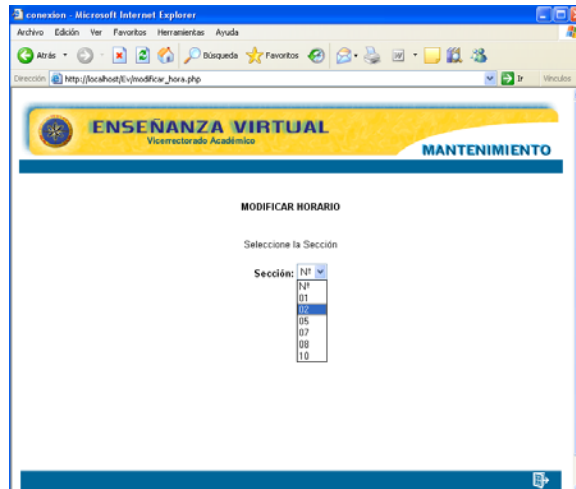 conexion - Microsoft Internet Explorer
Archivo Edición Ver Favoritos Herramientas Ayuda
Atrás Búsqueda Favoritos
Dirección http://localhost/Ev/modificar_hora.php Ir Vínculos
ENSEÑANZA VIRTUAL
Vicerrectorado Académico
MANTENIMIENTO
MODIFICAR HORARIO
Seleccione la Sección
Sección: Nº
Nº
01
02
05
07
08
10